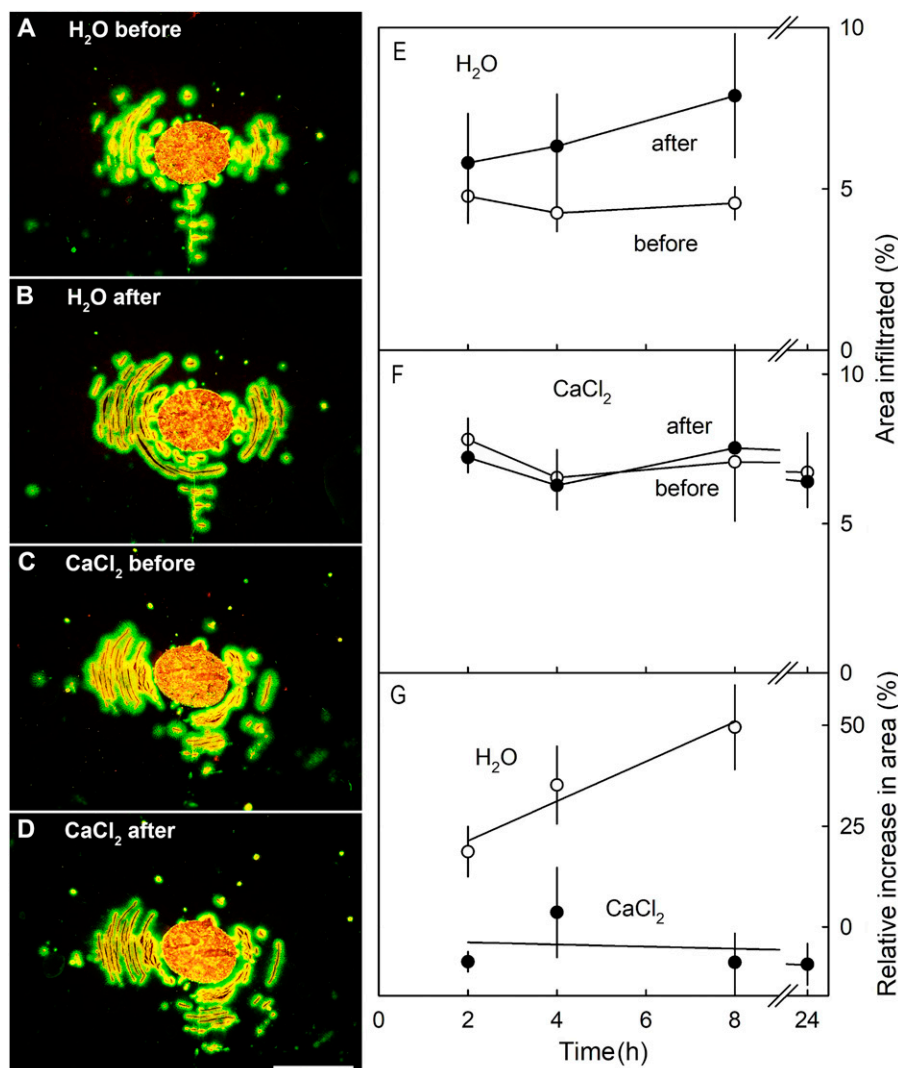 A H₂O before
B H₂O after
C CaCl₂ before
D CaCl₂ after
E
H₂O
after
before
10
5
0
Area infiltrated (%)
F
CaCl₂
after
before
10
5
0
G
H₂O
CaCl₂
50
25
0
Relative increase in area (%)
0 2 4 6 8 24
Time (h)